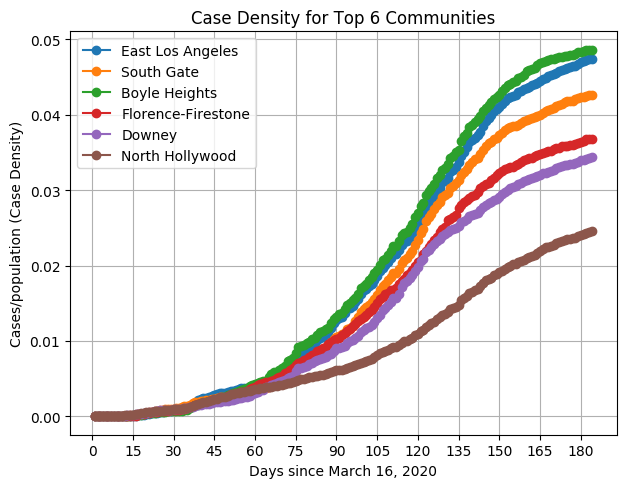 Case Density for Top 6 Communities
Cases/population (Case Density)
0.05
0.04
0.03
0.02
0.01
0.00
East Los Angeles
South Gate
Boyle Heights
Florence-Firestone
Downey
North Hollywood
0 15 30 45 60 75 90 105 120 135 150 165 180
Days since March 16, 2020